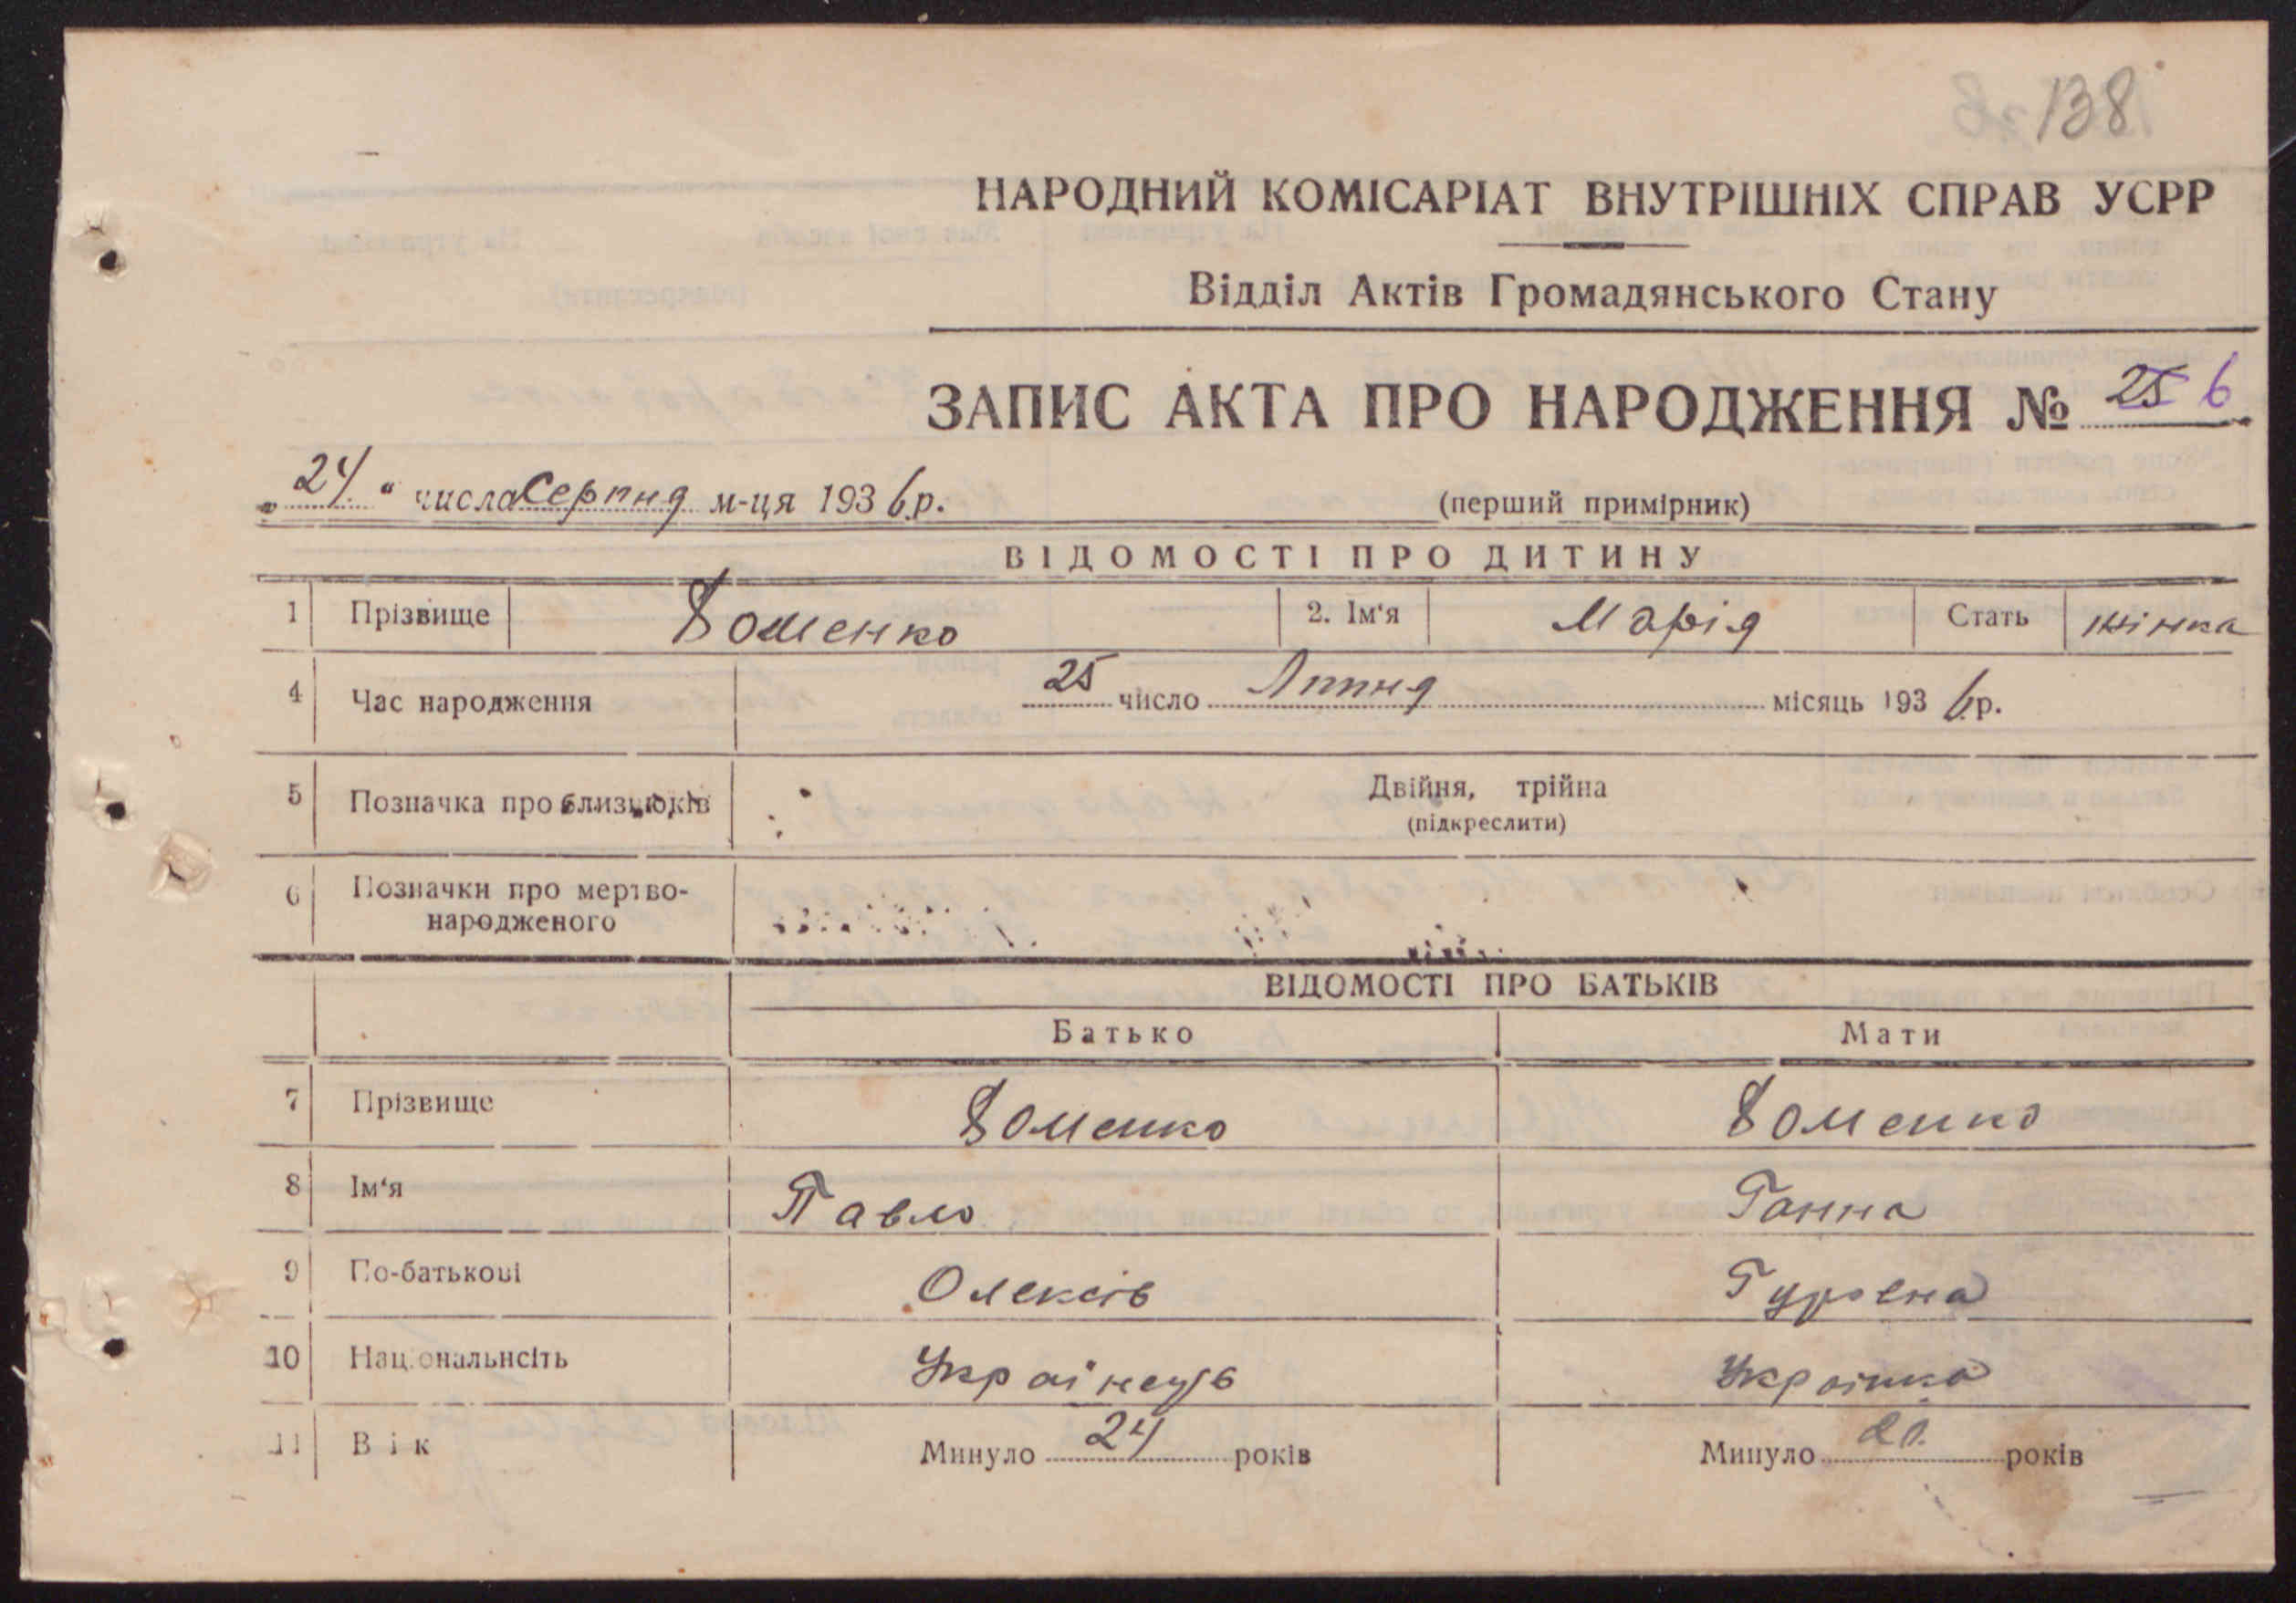 138
НАРОДНИЙ КОМІСАРІАТ ВНУТРІШНІХ СПРАВ УСРР
Відділ Актів Громадянського Стану
ЗАПИС АКТА ПРО НАРОДЖЕННЯ № 256
„24“ числа Серпня м-ця 1936 р.
(перший примірник)
ВІДОМОСТІ ПРО ДИТИНУ
1 Прізвище Фоменко 2. Ім‘я Марія Стать жінка
4 Час народження 25 число Липня місяць 1936 р.
5 Позначка про близнюків Двійня, трійна
(підкреслити)
6 Позначки про мертво-
народженого
ВІДОМОСТІ ПРО БАТЬКІВ
Батько Мати
7 Прізвище Фоменко Фоменко
8 Ім‘я Павло Ганна
9 По-батькові Олексів Гуровна
10 Національнсіть Українець Українка
11 Вік Минуло 24 років Минуло років